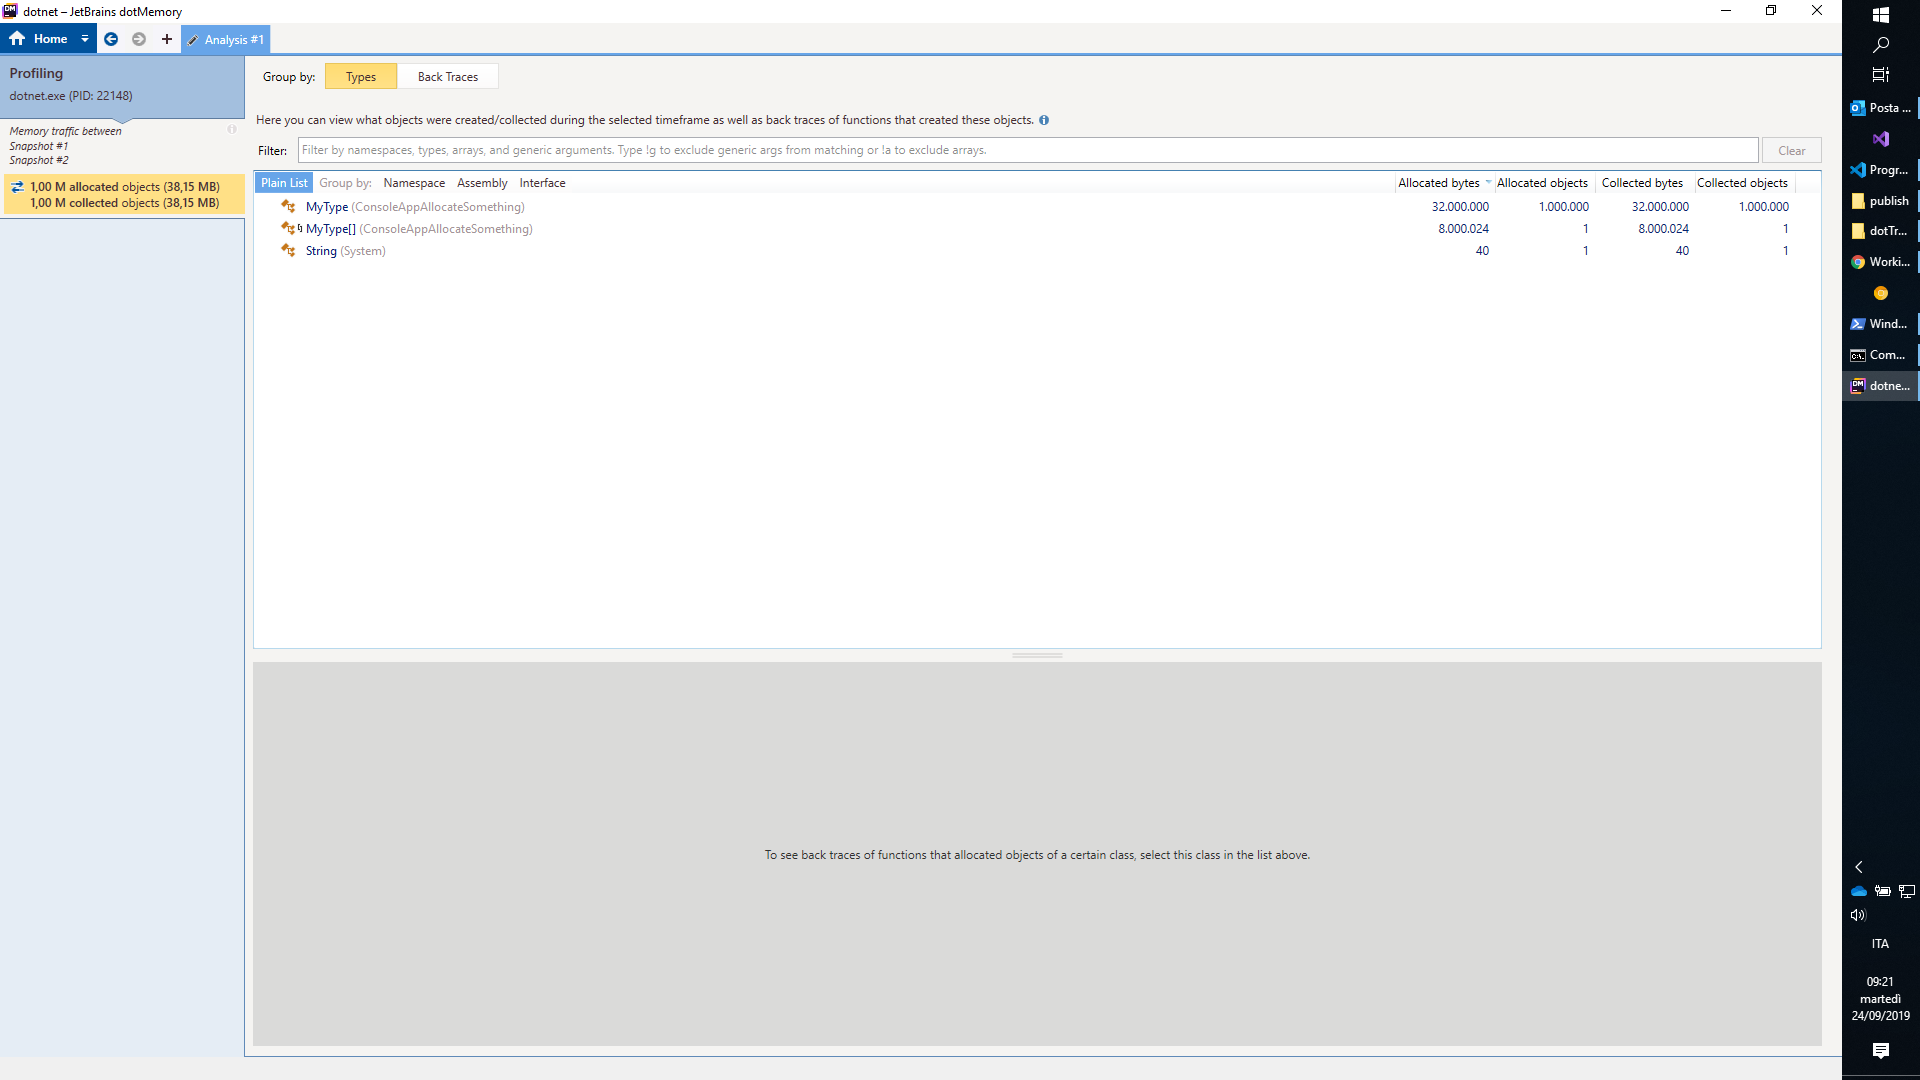 dotnet – JetBrains dotMemory
Home
Analysis #1
Profiling
dotnet.exe (PID: 22148)
Memory traffic between
Snapshot #1
Snapshot #2
1,00 M allocated objects (38,15 MB)
1,00 M collected objects (38,15 MB)
Group by: Types Back Traces
Here you can view what objects were created/collected during the selected timeframe as well as back traces of functions that created these objects.
Filter: Filter by namespaces, types, arrays, and generic arguments. Type !g to exclude generic args from matching or !a to exclude arrays. Clear
Plain List Group by: Namespace Assembly Interface Allocated bytes Allocated objects Collected bytes Collected objects
MyType (ConsoleAppAllocateSomething) 32.000.000 1.000.000 32.000.000 1.000.000
MyType[] (ConsoleAppAllocateSomething) 8.000.024 1 8.000.024 1
String (System) 40 1 40 1
To see back traces of functions that allocated objects of a certain class, select this class in the list above.
Posta ...
Progr...
publish
dotTr...
Worki...
Wind...
Com...
dotne...
ITA
09:21
martedì
24/09/2019